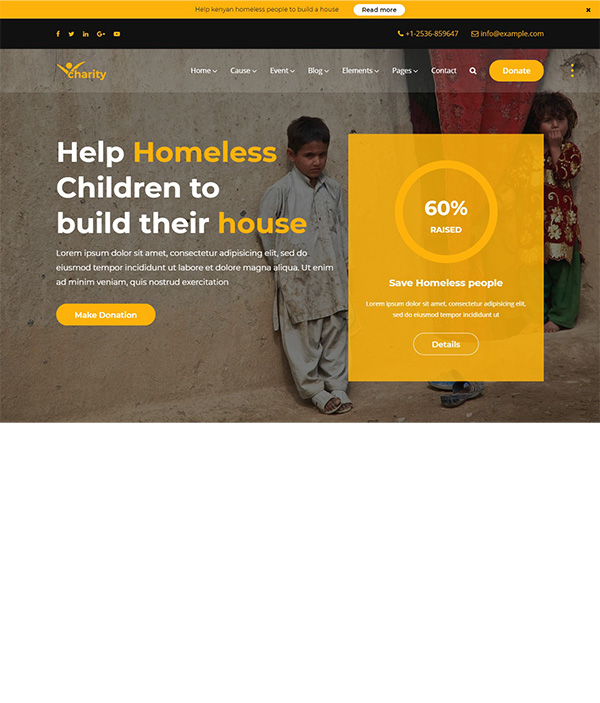 Help kenyan homeless people to build a house
Read more
+1-2536-859647
info@example.com
charity
Home
Cause
Event
Blog
Elements
Pages
Contact
Donate
Help Homeless
Children to
build their house
Lorem ipsum dolor sit amet, consectetur adipisicing elit, sed do
eiusmod tempor incididunt ut labore et dolore magna aliqua. Ut enim
ad minim veniam, quis nostrud exercitation
Make Donation
60%
RAISED
Save Homeless people
Lorem ipsum dolor sit amet, consectetur adipisicing elit,
sed do eiusmod tempor incididunt ut
Details